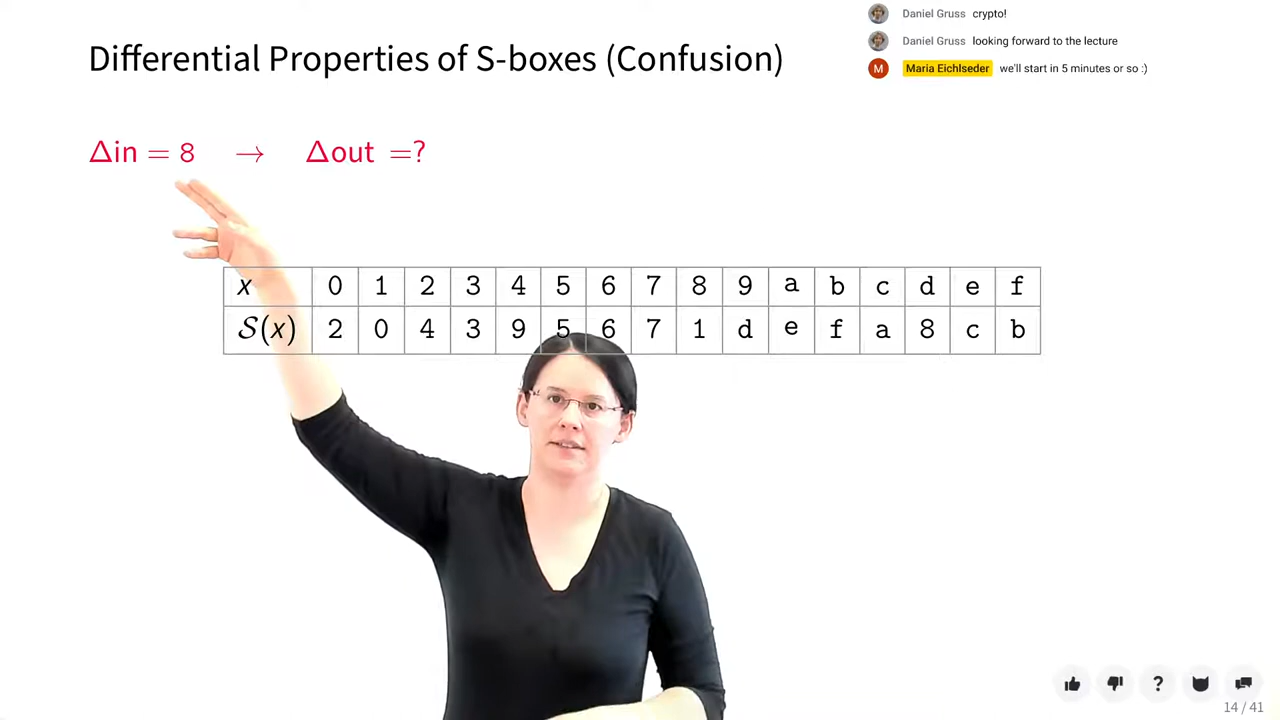 Differential Properties of S-boxes (Confusion)
Daniel Gruss crypto!
Daniel Gruss looking forward to the lecture
M Maria Eichlseder we'll start in 5 minutes or so :)
Δin = 8 → Δout =?
x 0 1 2 3 4 5 6 7 8 9 a b c d e f
S(x) 2 0 4 3 9 5 6 7 1 d e f a 8 c b
14 / 41